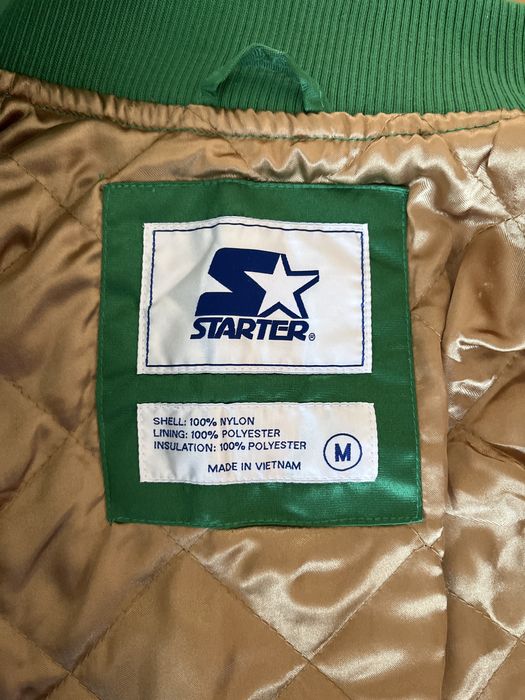 STARTER®
SHELL: 100% NYLON
LINING: 100% POLYESTER
INSULATION: 100% POLYESTER
M
MADE IN VIETNAM